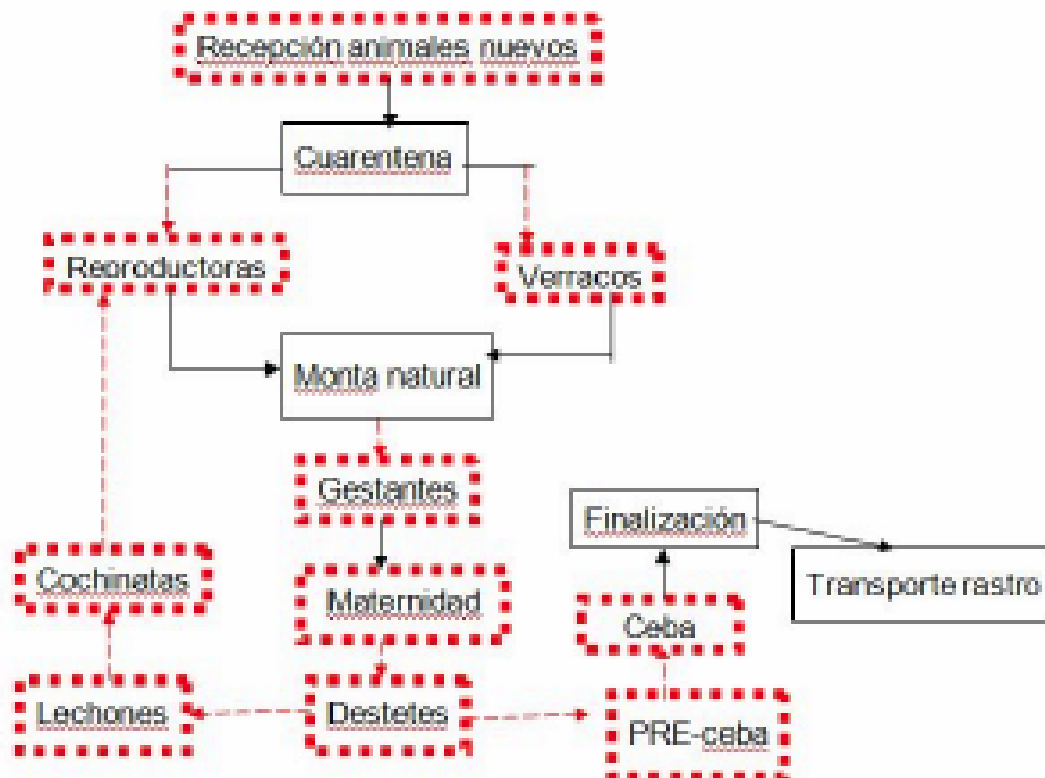 Recepción animales nuevos
Cuarentena
Reproductoras
Verracos
Monta natural
Gestantes
Finalización
Cochinatas
Maternidad
Ceba
Transporte rastro
Lechones
Destetes
PRE-ceba